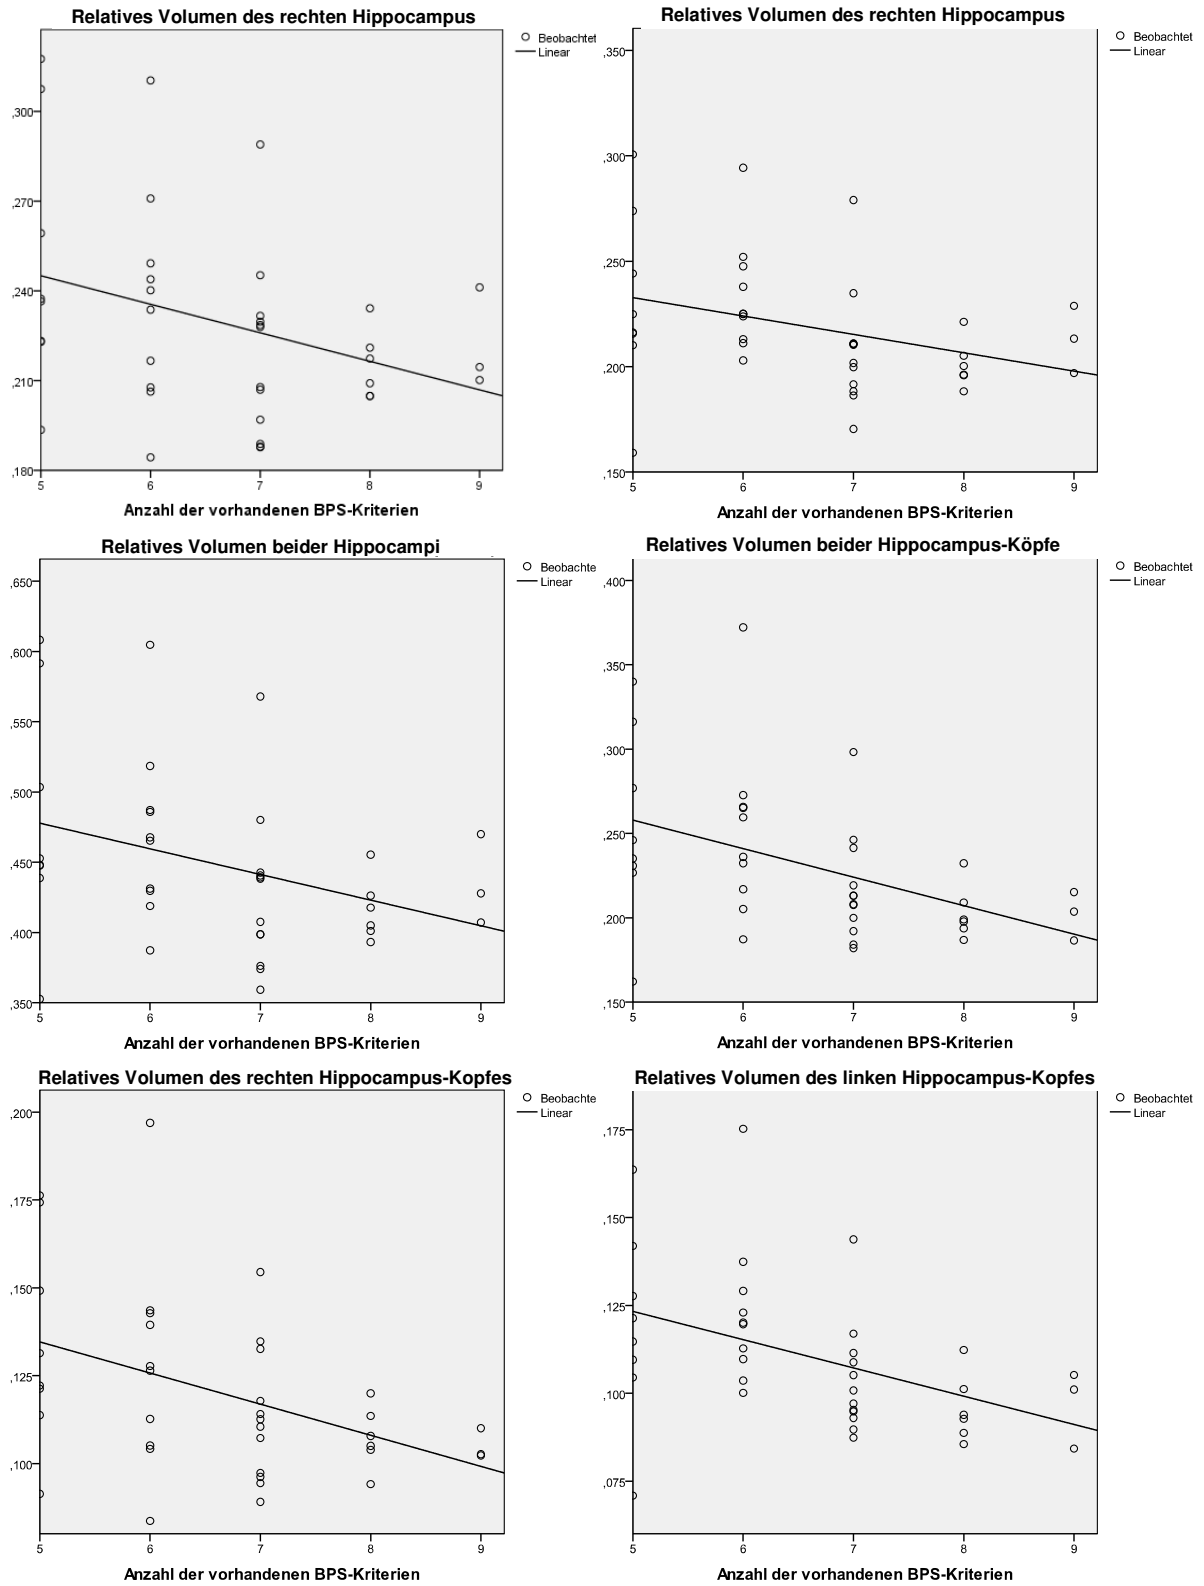 Relatives Volumen des rechten Hippocampus
Beobachtet
Linear
,300
,270
,240
,210
,180
5 6 7 8 9
Anzahl der vorhandenen BPS-Kriterien
Relatives Volumen des rechten Hippocampus
Beobachtet
Linear
,350
,300
,250
,200
,150
5 6 7 8 9
Anzahl der vorhandenen BPS-Kriterien
Relatives Volumen beider Hippocampi
Beobachte
Linear
,650
,600
,550
,500
,450
,400
,350
5 6 7 8 9
Anzahl der vorhandenen BPS-Kriterien
Relatives Volumen beider Hippocampus-Köpfe
Beobachtet
Linear
,400
,350
,300
,250
,200
,150
5 6 7 8 9
Anzahl der vorhandenen BPS-Kriterien
Relatives Volumen des rechten Hippocampus-Kopfes
Beobachte
Linear
,200
,175
,150
,125
,100
5 6 7 8 9
Anzahl der vorhandenen BPS-Kriterien
Relatives Volumen des linken Hippocampus-Kopfes
Beobachtet
Linear
,175
,150
,125
,100
,075
5 6 7 8 9
Anzahl der vorhandenen BPS-Kriterien